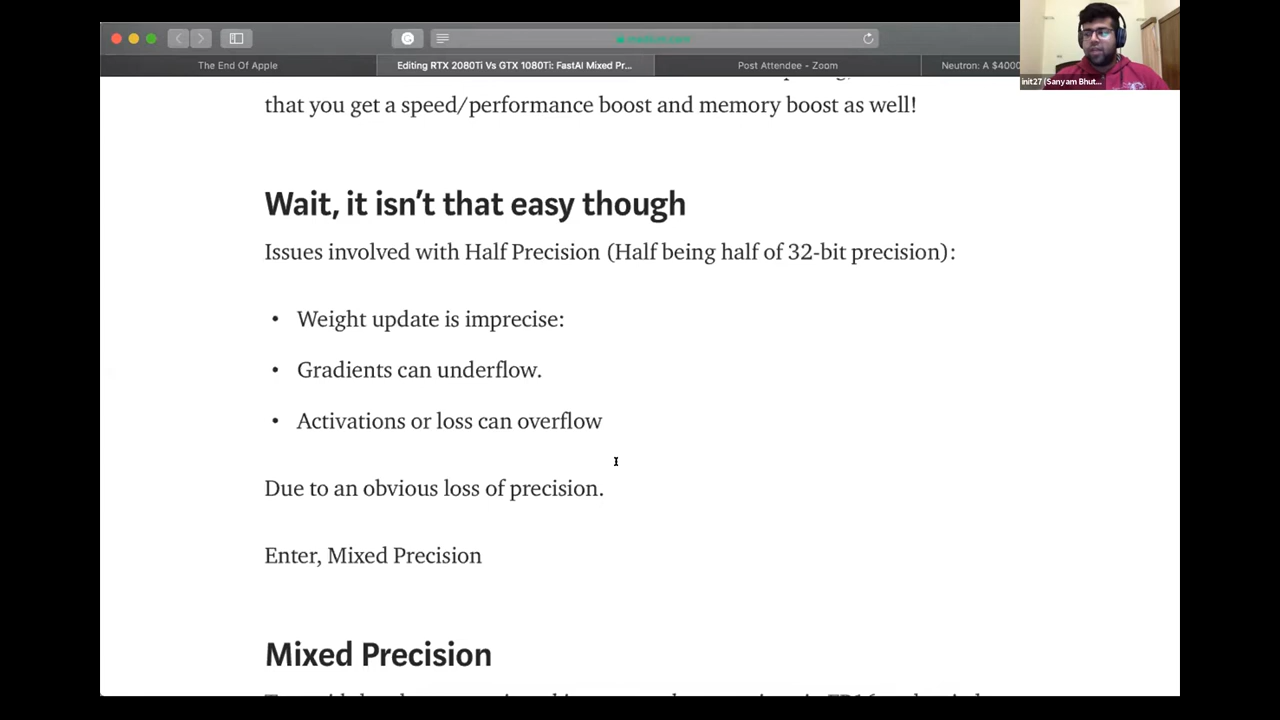 The End Of Apple
Editing RTX 2080Ti Vs GTX 1080Ti: FastAI Mixed Pr...
Post Attendee - Zoom
Neutron: A $4000
init27 (Sanyam Bhut...
that you get a speed/performance boost and memory boost as well!
Wait, it isn't that easy though
Issues involved with Half Precision (Half being half of 32-bit precision):
• Weight update is imprecise:
• Gradients can underflow.
• Activations or loss can overflow
Due to an obvious loss of precision.
Enter, Mixed Precision
Mixed Precision